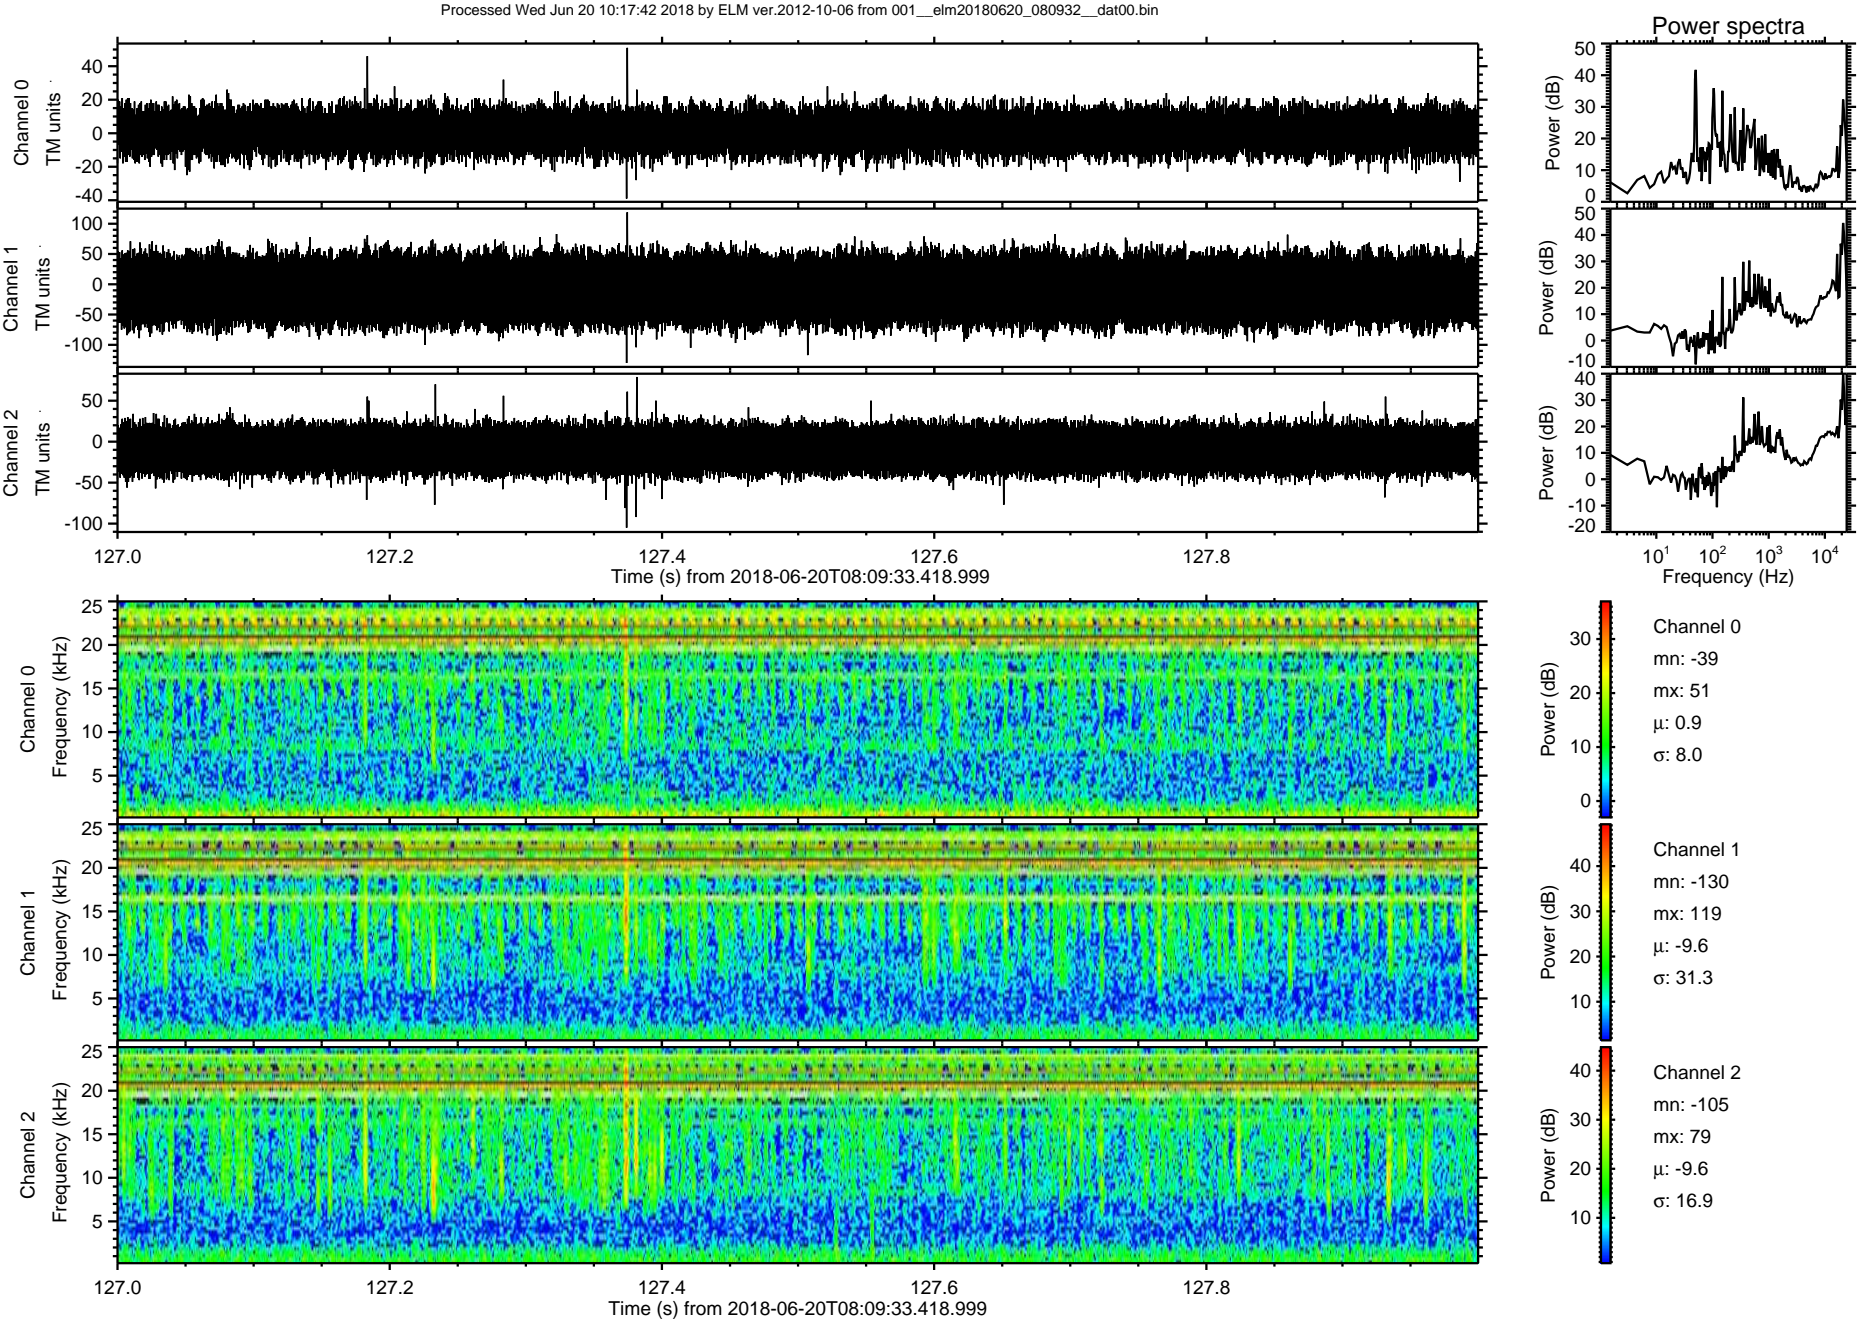 Processed Wed Jun 20 10:17:42 2018 by ELM ver.2012-10-06 from 001__elm20180620_080932__dat00.bin
Power spectra
Channel 0
TM units
40
20
0
-20
-40
Power (dB)
50
40
30
20
10
0
Channel 1
TM units
100
50
0
-50
-100
Power (dB)
50
40
30
20
10
0
-10
Channel 2
TM units
50
0
-50
-100
Power (dB)
40
30
20
10
0
-10
-20
127.0 127.2 127.4 127.6 127.8
Time (s) from 2018-06-20T08:09:33.418.999
10^1 10^2 10^3 10^4
Frequency (Hz)
Channel 0
Frequency (kHz)
25
20
15
10
5
Power (dB)
30
20
10
0
Channel 0
mn: -39
mx: 51
μ: 0.9
σ: 8.0
Channel 1
Frequency (kHz)
25
20
15
10
5
Power (dB)
40
30
20
10
Channel 1
mn: -130
mx: 119
μ: -9.6
σ: 31.3
Channel 2
Frequency (kHz)
25
20
15
10
5
Power (dB)
40
30
20
10
Channel 2
mn: -105
mx: 79
μ: -9.6
σ: 16.9
127.0 127.2 127.4 127.6 127.8
Time (s) from 2018-06-20T08:09:33.418.999